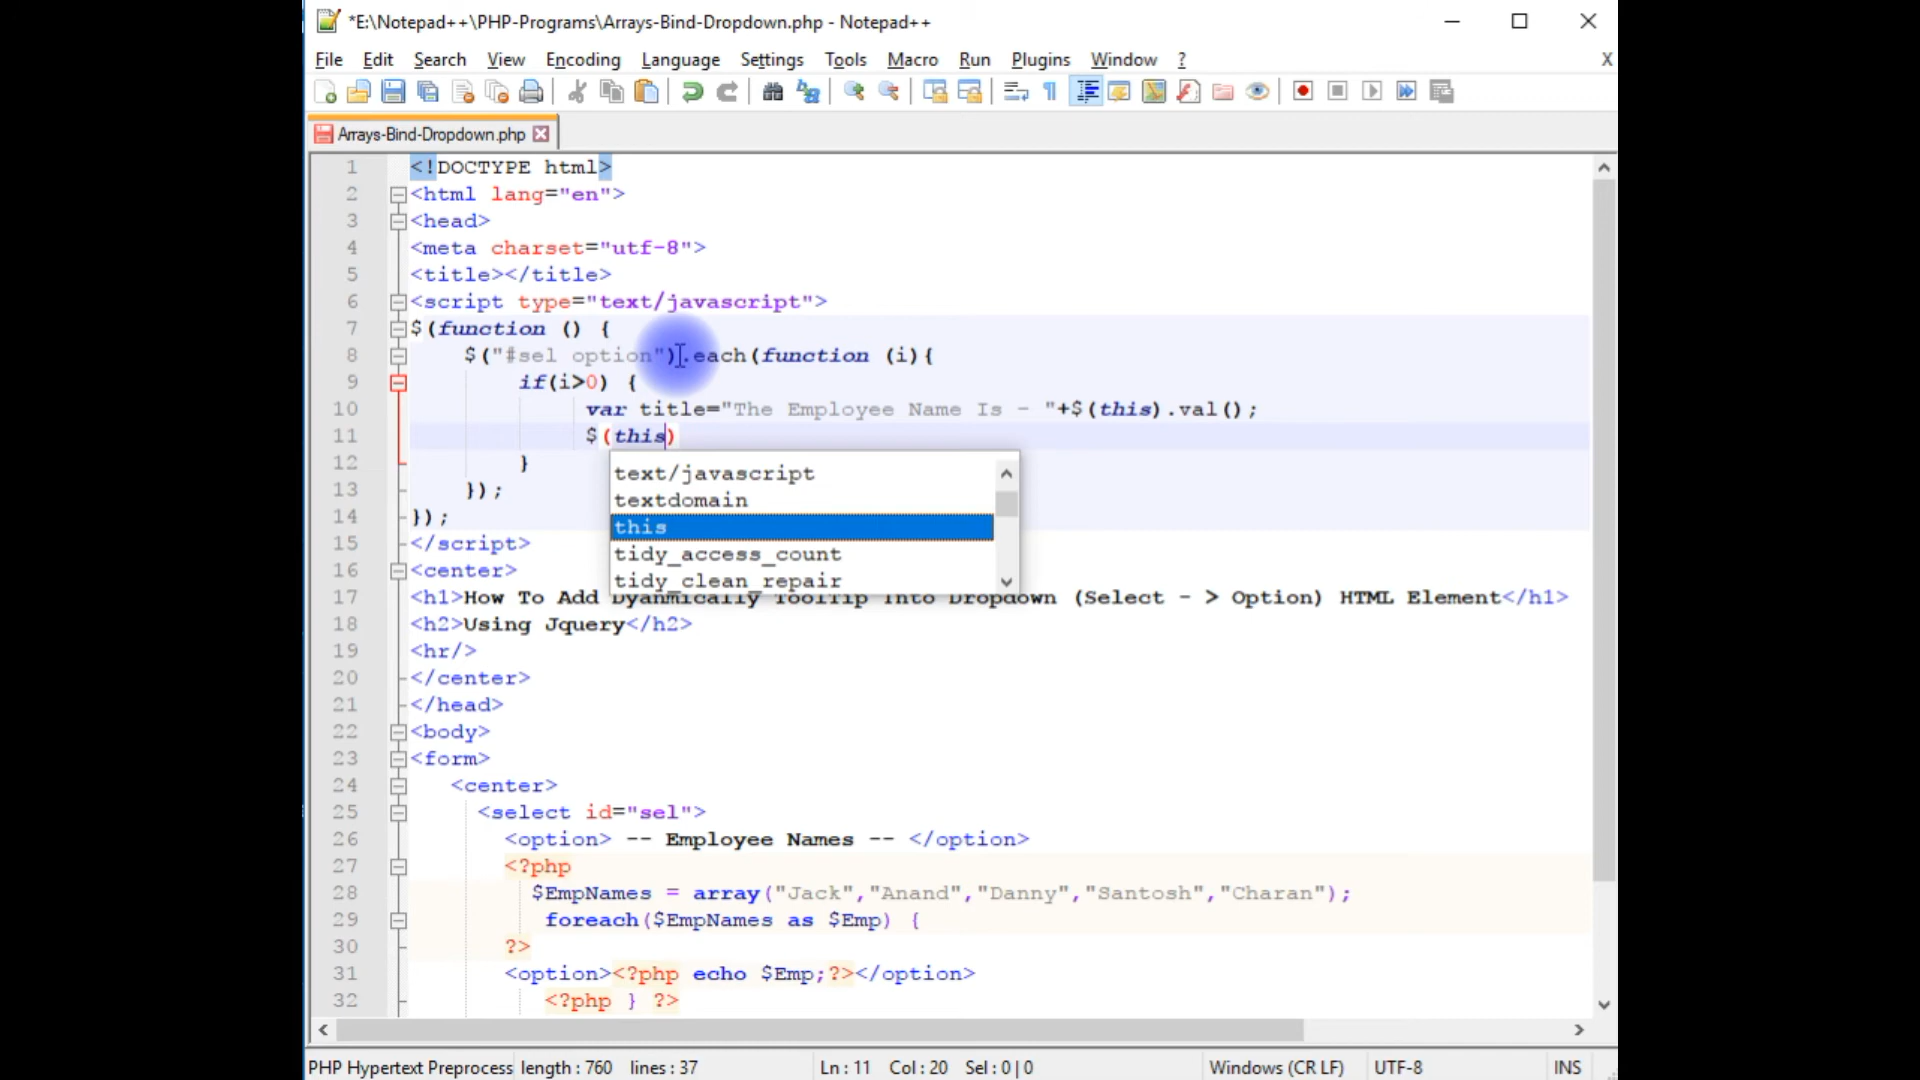 *E:\Notepad++\PHP-Programs\Arrays-Bind-Dropdown.php - Notepad++
File Edit Search View Encoding Language Settings Tools Macro Run Plugins Window ? X
Arrays-Bind-Dropdown.php
1 <!DOCTYPE html>
2 <html lang="en">
3 <head>
4 <meta charset="utf-8">
5 <title></title>
6 <script type="text/javascript">
7 $(function () {
8 $("#sel option").each(function (i){
9 if(i>0) {
10 var title="The Employee Name Is - "+$(this).val();
11 $(this)
12 }
text/javascript
textdomain
this
tidy_access_count
tidy_clean_repair
13 });
14 });
15 </script>
16 <center>
17 <h1>How To Add Dyanmically Tooltip Into Dropdown (Select - > Option) HTML Element</h1>
18 <h2>Using Jquery</h2>
19 <hr/>
20 </center>
21 </head>
22 <body>
23 <form>
24 <center>
25 <select id="sel">
26 <option> -- Employee Names -- </option>
27 <?php
28 $EmpNames = array("Jack","Anand","Danny","Santosh","Charan");
29 foreach($EmpNames as $Emp) {
30 ?>
31 <option><?php echo $Emp;?></option>
32 <?php } ?>
PHP Hypertext Preprocess length : 760 lines : 37 Ln : 11 Col : 20 Sel : 0 | 0 Windows (CR LF) UTF-8 INS